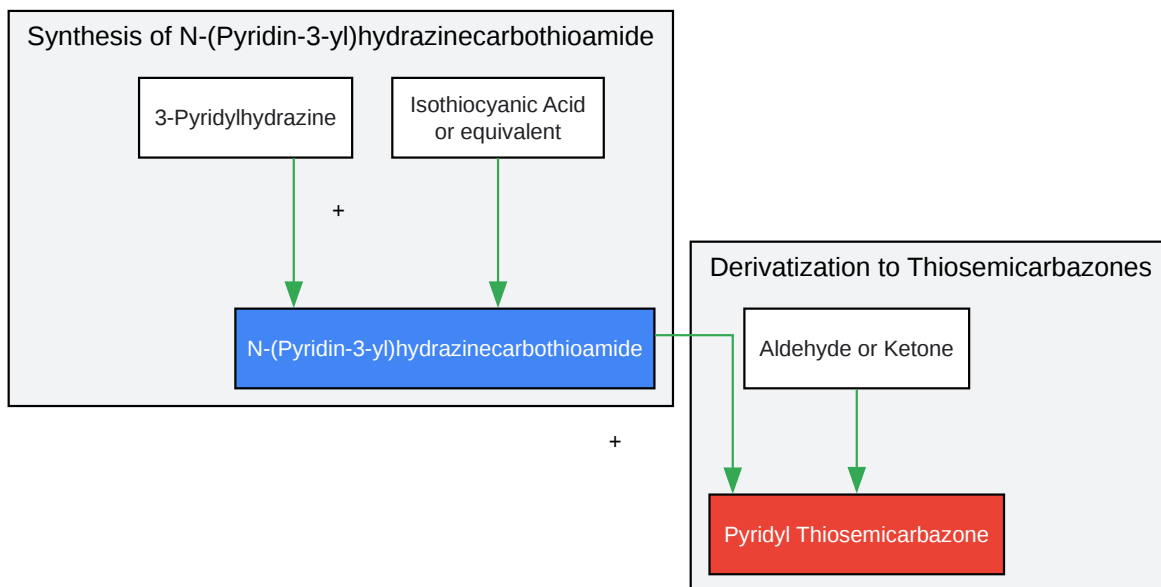 Synthesis of N-(Pyridin-3-yl)hydrazinecarbothioamide
3-Pyridylhydrazine
Isothiocyanic Acid
or equivalent
+
N-(Pyridin-3-yl)hydrazinecarbothioamide
+
Derivatization to Thiosemicarbazones
Aldehyde or Ketone
Pyridyl Thiosemicarbazone